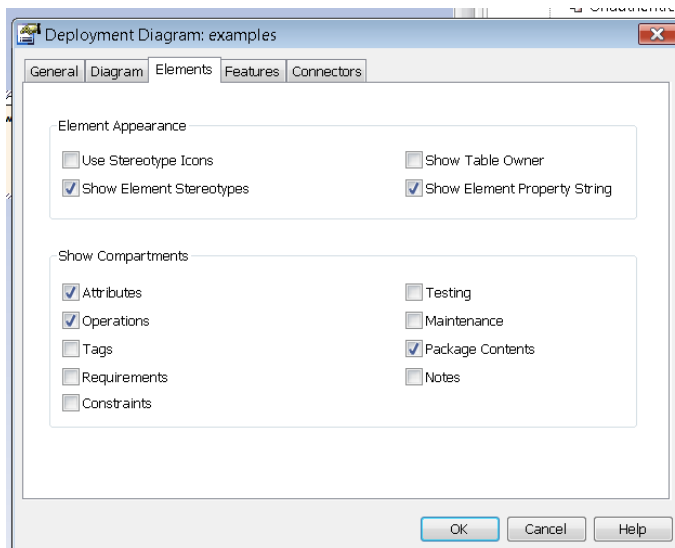 Deployment Diagram: examples
General Diagram Elements Features Connectors
Element Appearance
Use Stereotype Icons
Show Table Owner
Show Element Stereotypes
Show Element Property String
Show Compartments
Attributes
Testing
Operations
Maintenance
Tags
Package Contents
Requirements
Notes
Constraints
OK Cancel Help